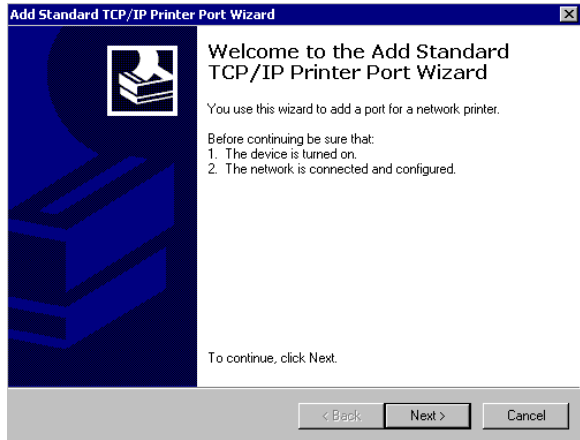 Add Standard TCP/IP Printer Port Wizard
Welcome to the Add Standard
TCP/IP Printer Port Wizard
You use this wizard to add a port for a network printer.
Before continuing be sure that:
1. The device is turned on.
2. The network is connected and configured.
To continue, click Next.
< Back
Next >
Cancel